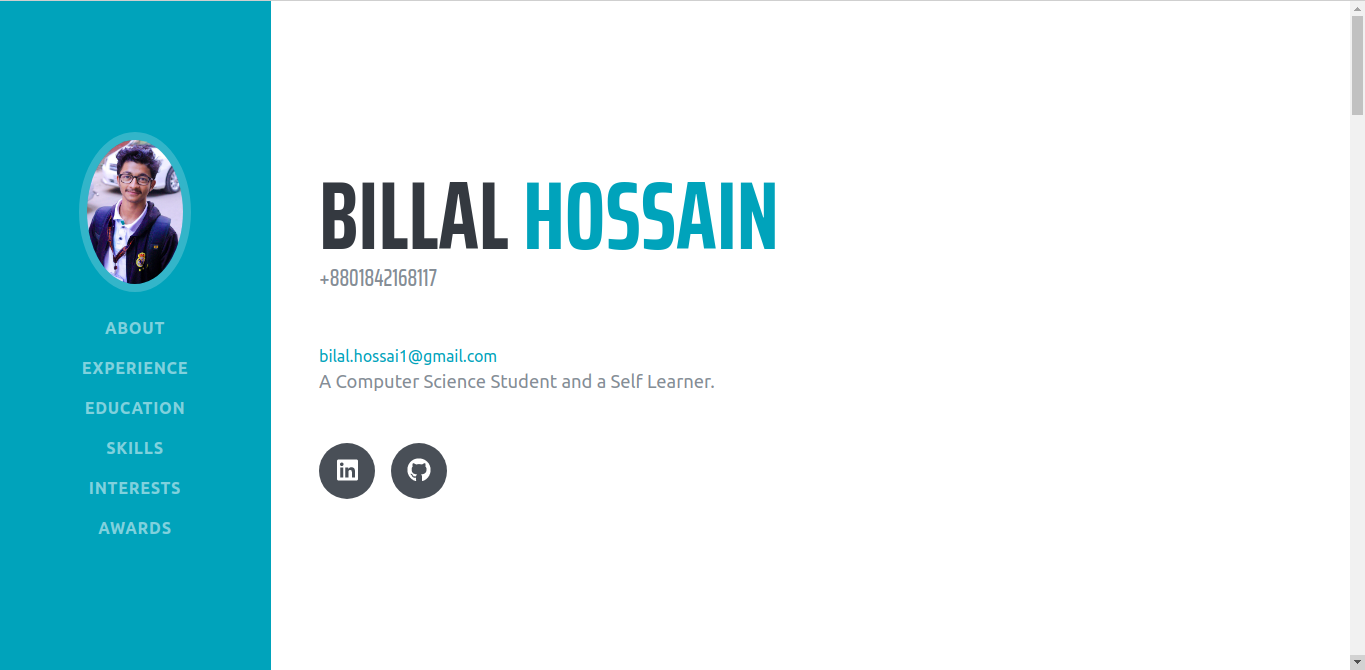 ABOUT
EXPERIENCE
EDUCATION
SKILLS
INTERESTS
AWARDS
BILLAL HOSSAIN
+8801842168117
bilal.hossai1@gmail.com
A Computer Science Student and a Self Learner.
in